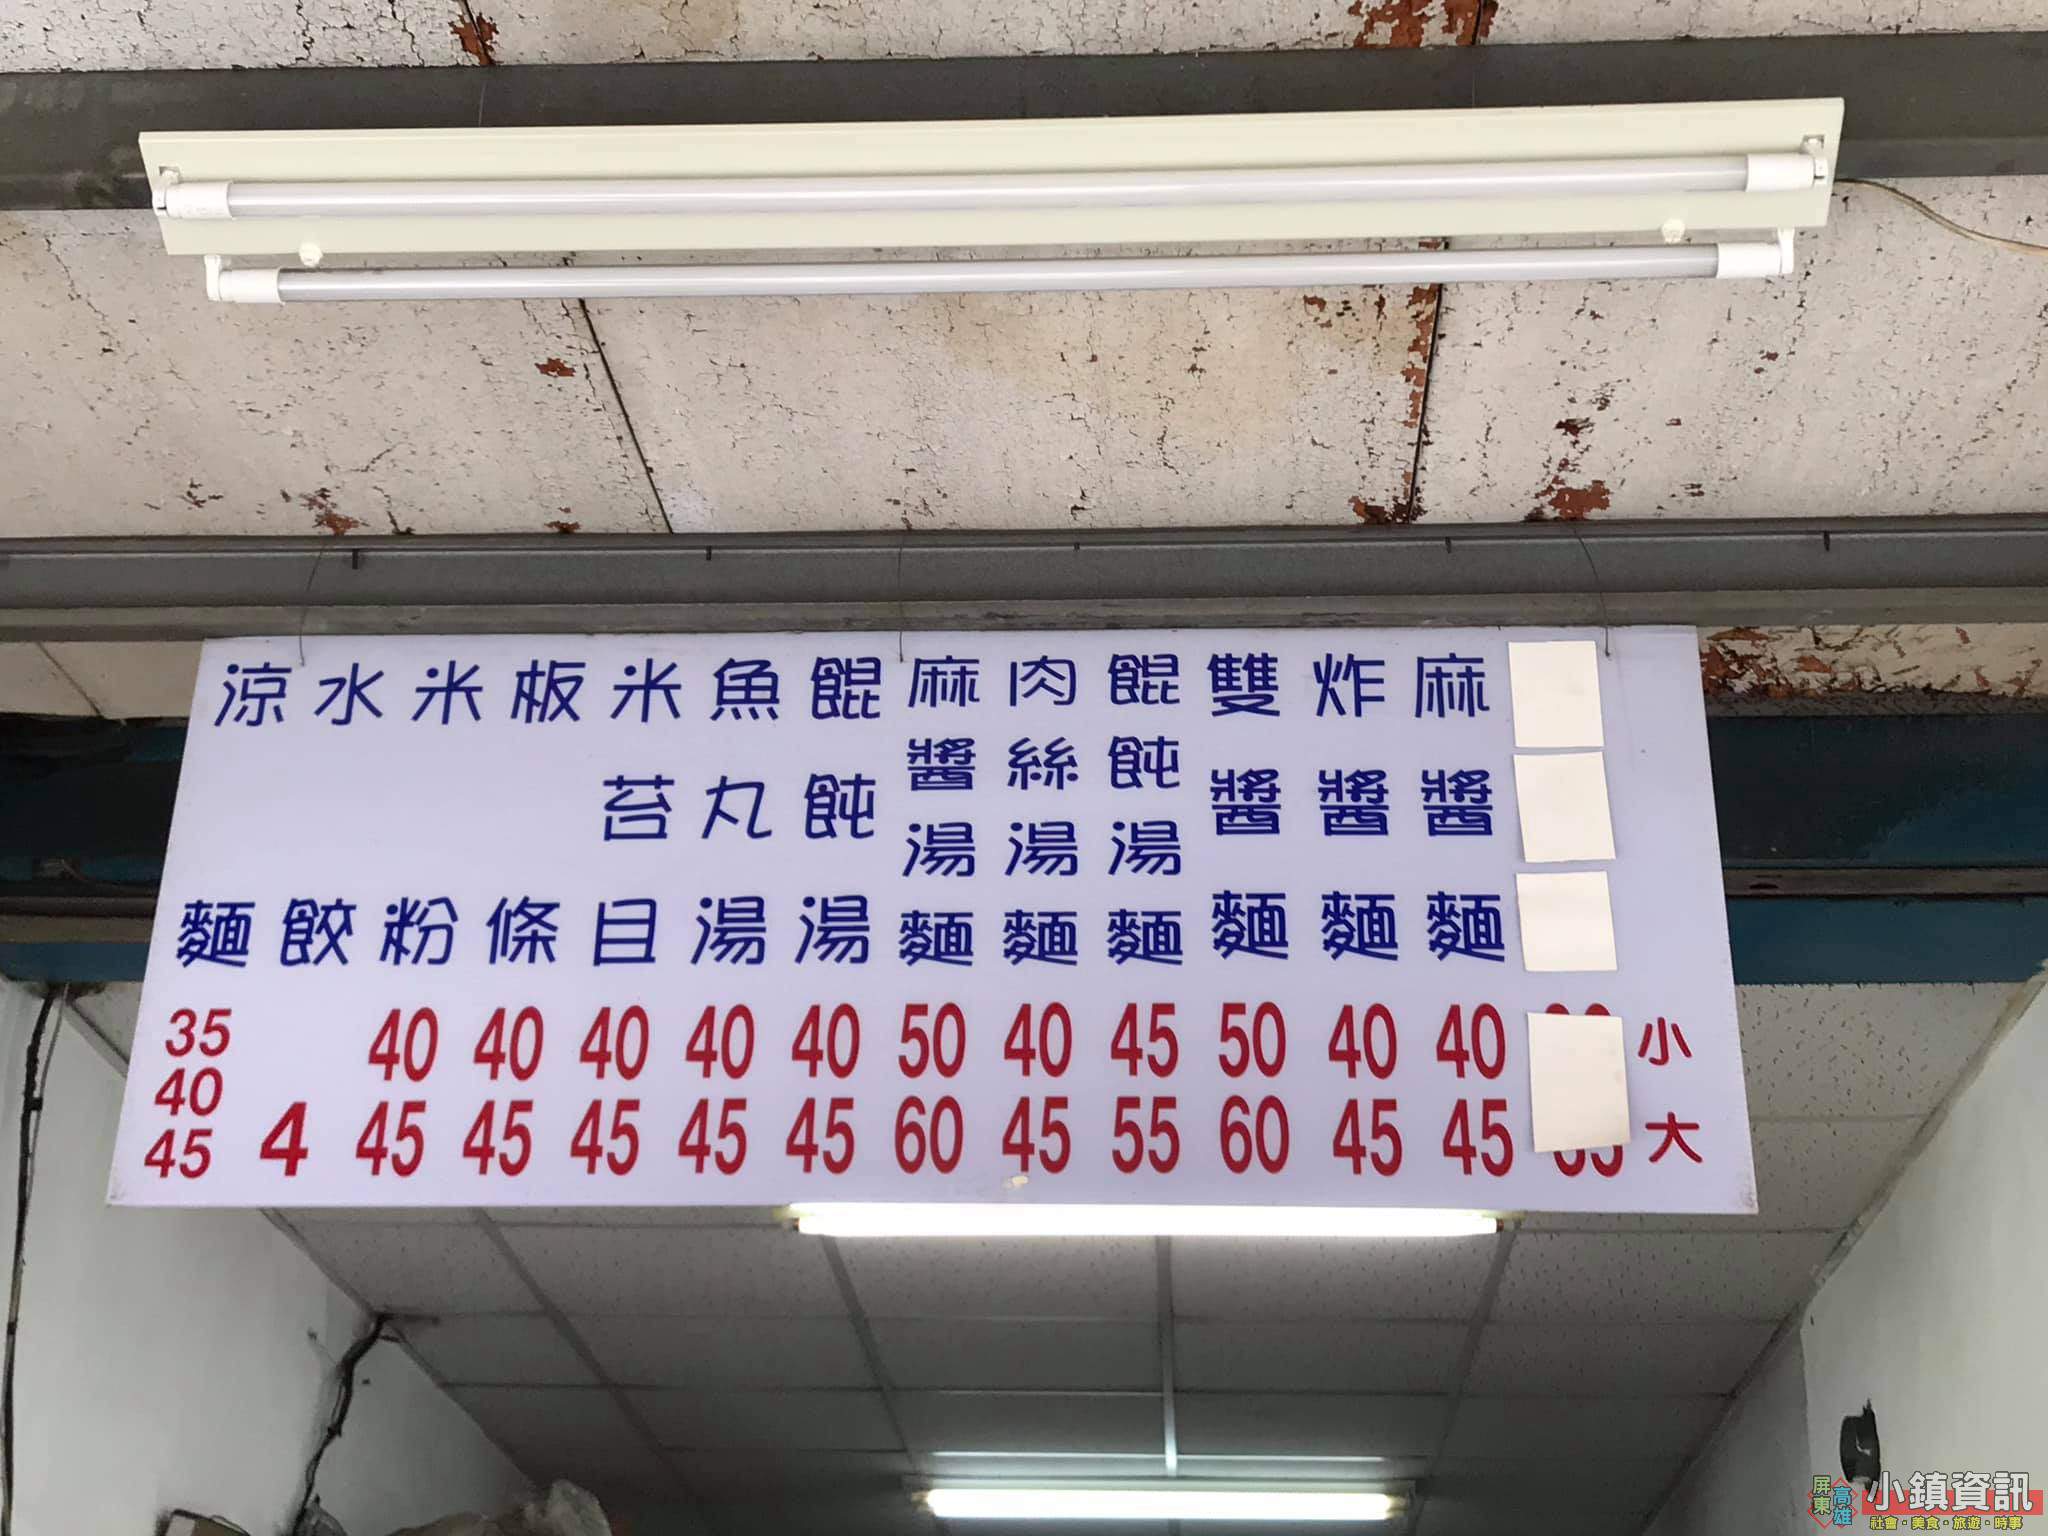 小 大
麻醬麵 40 45
炸醬麵 40 45
雙醬麵 50 60
餛飩湯麵 45 55
肉絲湯麵 40 45
麻醬湯麵 50 60
餛飩湯 40 45
魚丸湯 40 45
米苔目 40 45
板條 40 45
米粉 40 45
水餃 4
涼麵 35 40 45
屏東
高雄
小鎮資訊
社會·美食·旅遊·時事